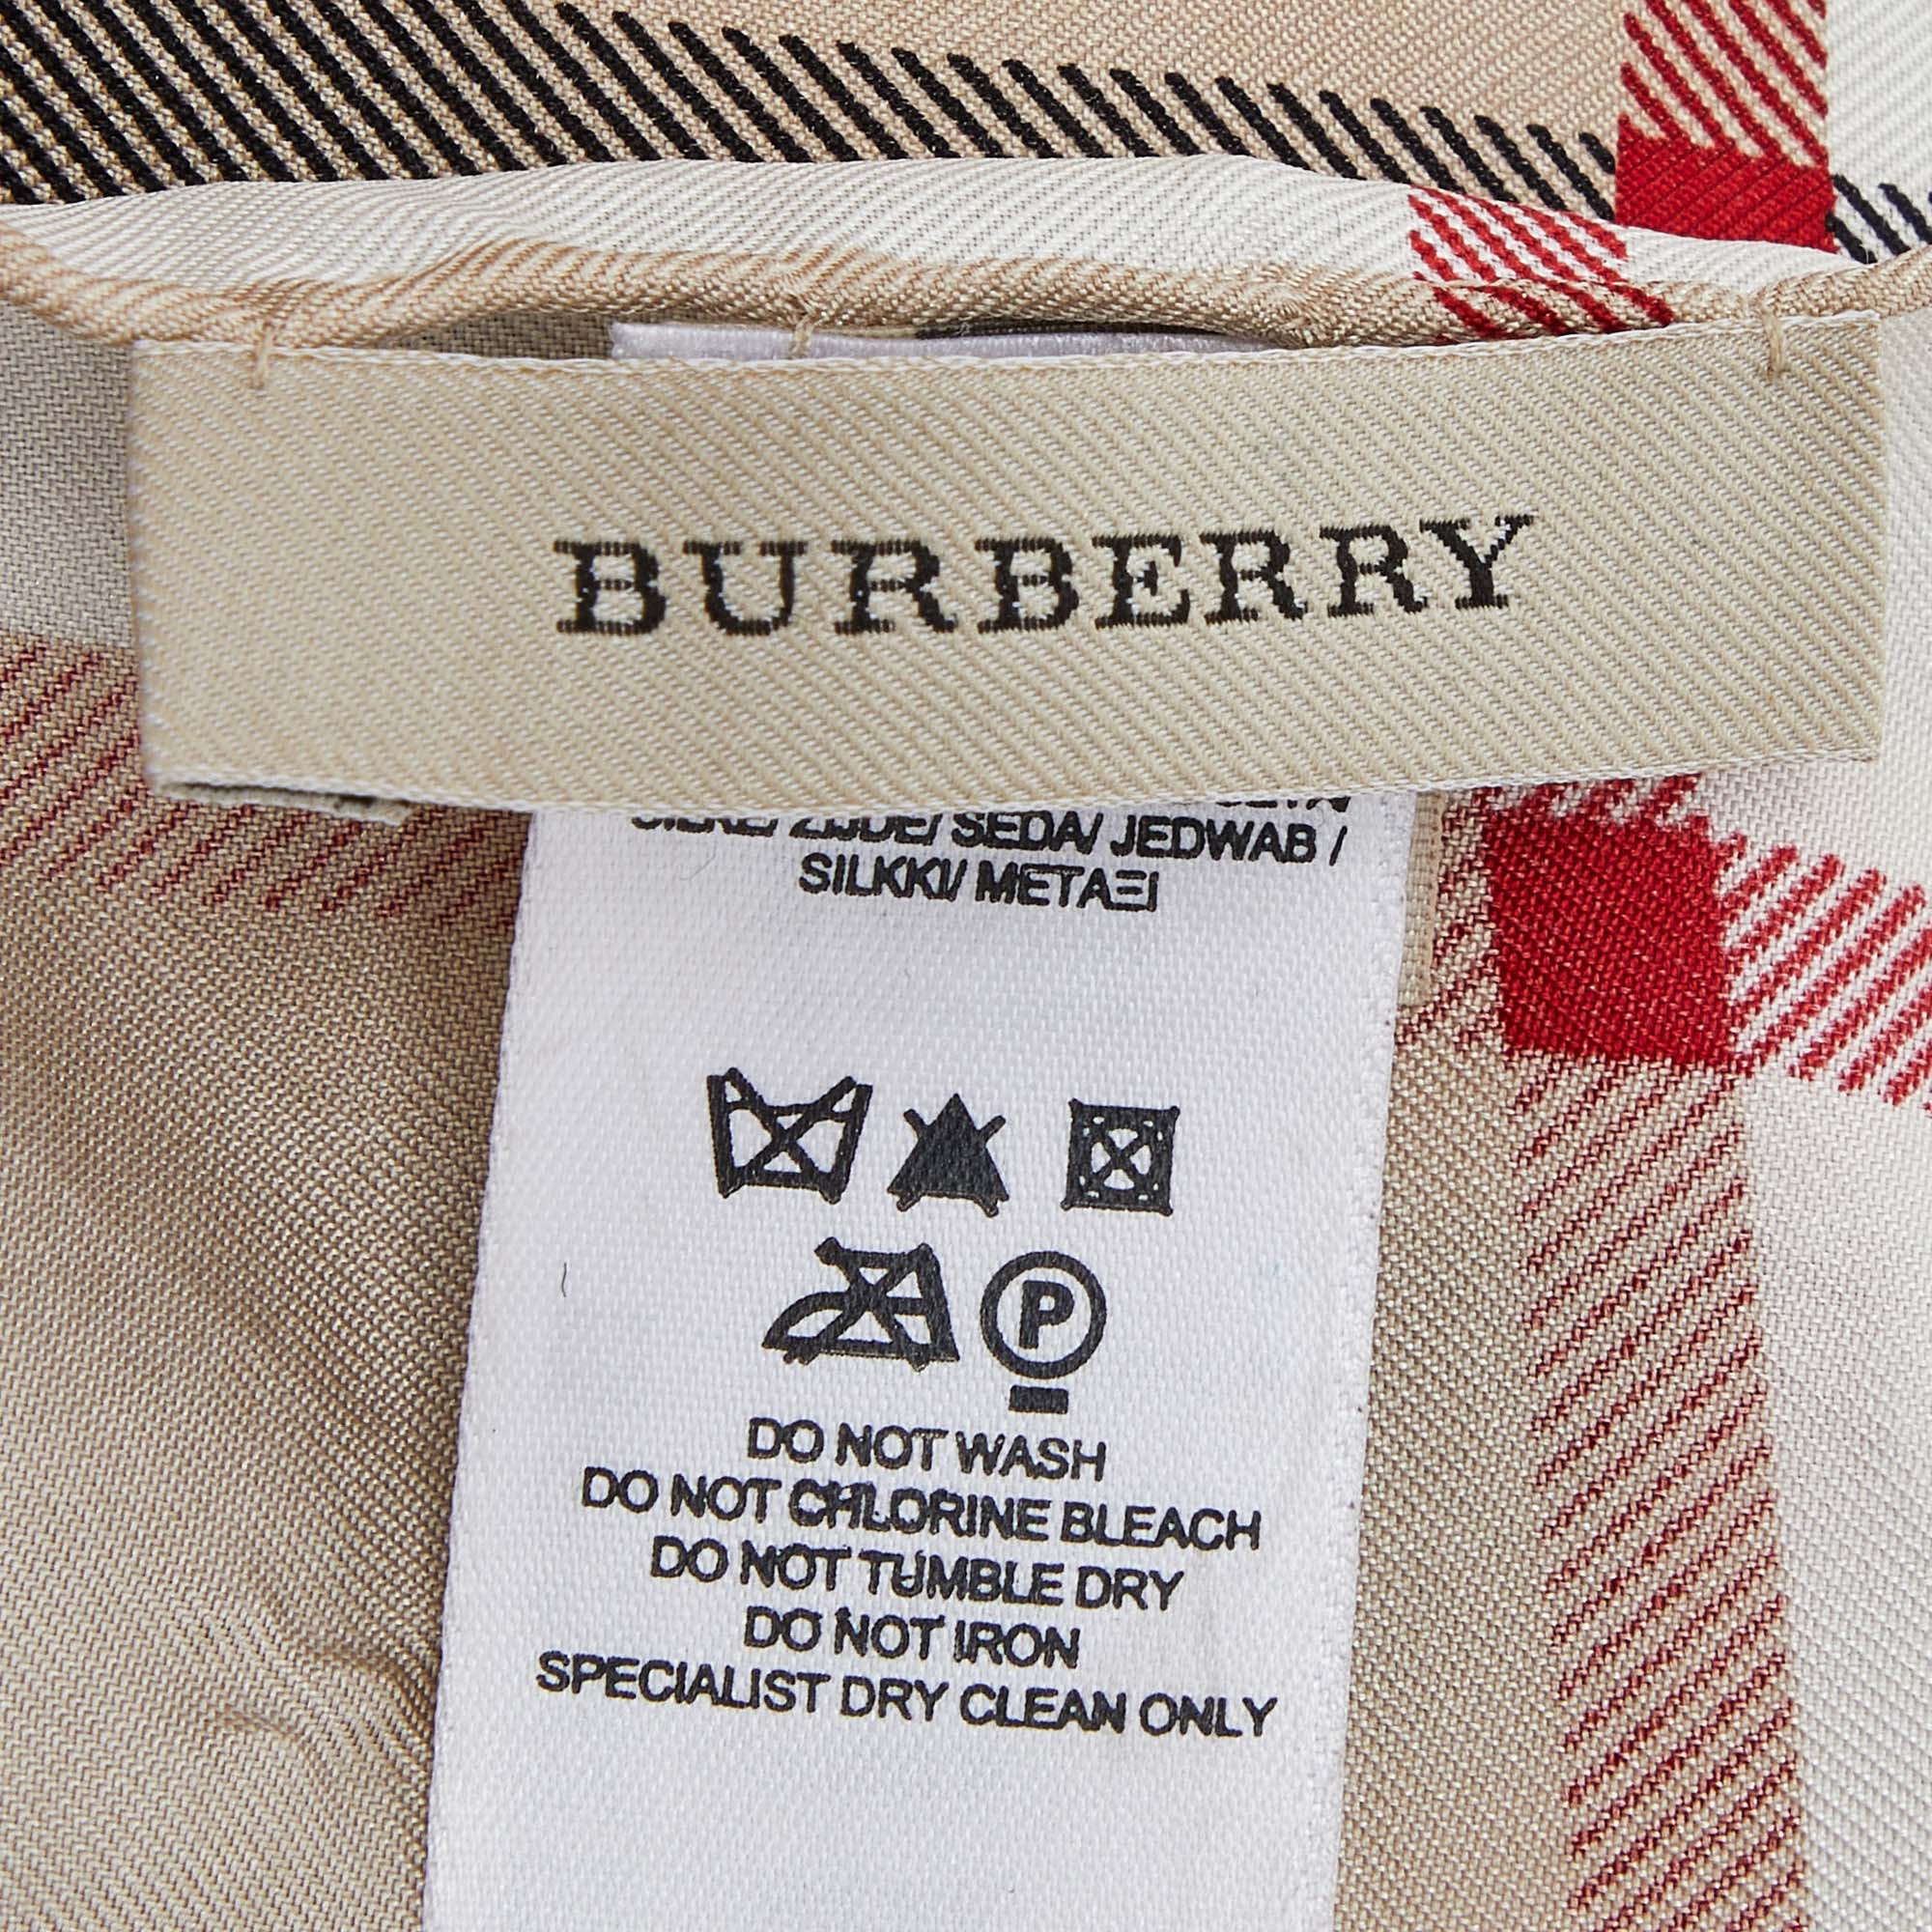 BURBERRY
SEDA/ JEDWAB /
SILKKI/ METAΞI
P
DO NOT WASH
DO NOT CHLORINE BLEACH
DO NOT TUMBLE DRY
DO NOT IRON
SPECIALIST DRY CLEAN ONLY